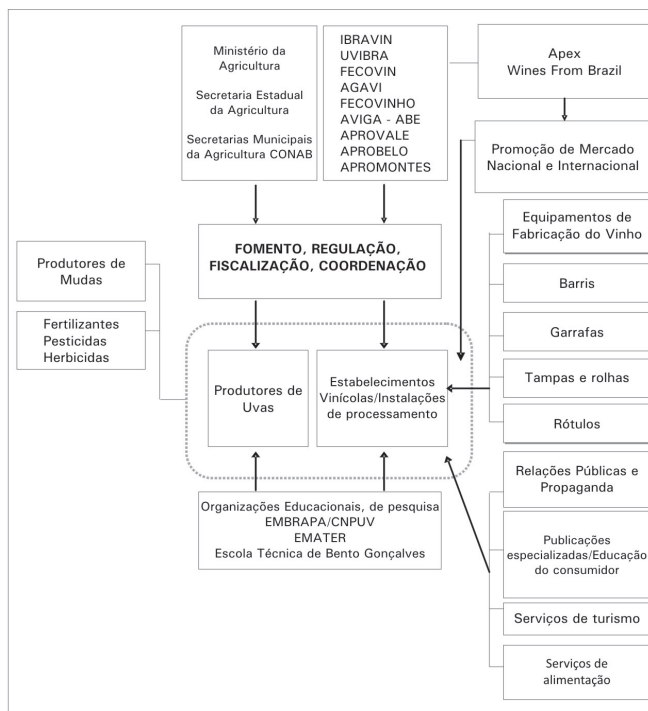 Ministério da
Agricultura
Secretaria Estadual
da Agricultura
Secretarias Municipais
da Agricultura CONAB
IBRAVIN
UVIBRA
FECOVIN
AGAVI
FECOVINHO
AVIGA - ABE
APROVALE
APROBELO
APROMONTES
Apex
Wines From Brazil
Promoção de Mercado
Nacional e Internacional
FOMENTO, REGULAÇÃO,
FISCALIZAÇÃO, COORDENAÇÃO
Produtores de
Mudas
Fertilizantes
Pesticidas
Herbicidas
Produtores de
Uvas
Estabelecimentos
Vinícolas/Instalações
de processamento
Equipamentos de
Fabricação do Vinho
Barris
Garrafas
Tampas e rolhas
Rótulos
Organizações Educacionais, de pesquisa
EMBRAPA/CNPUV
EMATER
Escola Técnica de Bento Gonçalves
Relações Públicas e
Propaganda
Publicações
especializadas/Educação
do consumidor
Serviços de turismo
Serviços de
alimentação